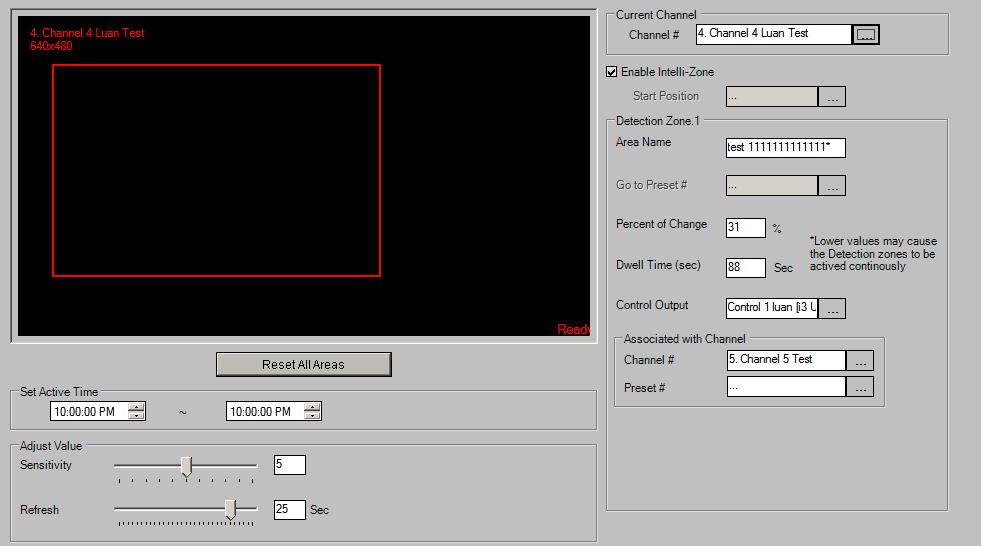 4. Channel 4 Luan Test
640x480
Ready
Reset All Areas
Set Active Time
10:00:00 PM ~ 10:00:00 PM
Adjust Value
Sensitivity 5
Refresh 25 Sec
Current Channel
Channel # 4. Channel 4 Luan Test ...
Enable Intelli-Zone
Start Position ... ...
Detection Zone.1
Area Name test 1111111111111*
Go to Preset # ... ...
Percent of Change 31 %
*Lower values may cause
the Detection zones to be
actived continously
Dwell Time (sec) 88 Sec
Control Output Control 1 luan [i3 U ...
Associated with Channel
Channel # 5. Channel 5 Test ...
Preset # ... ...